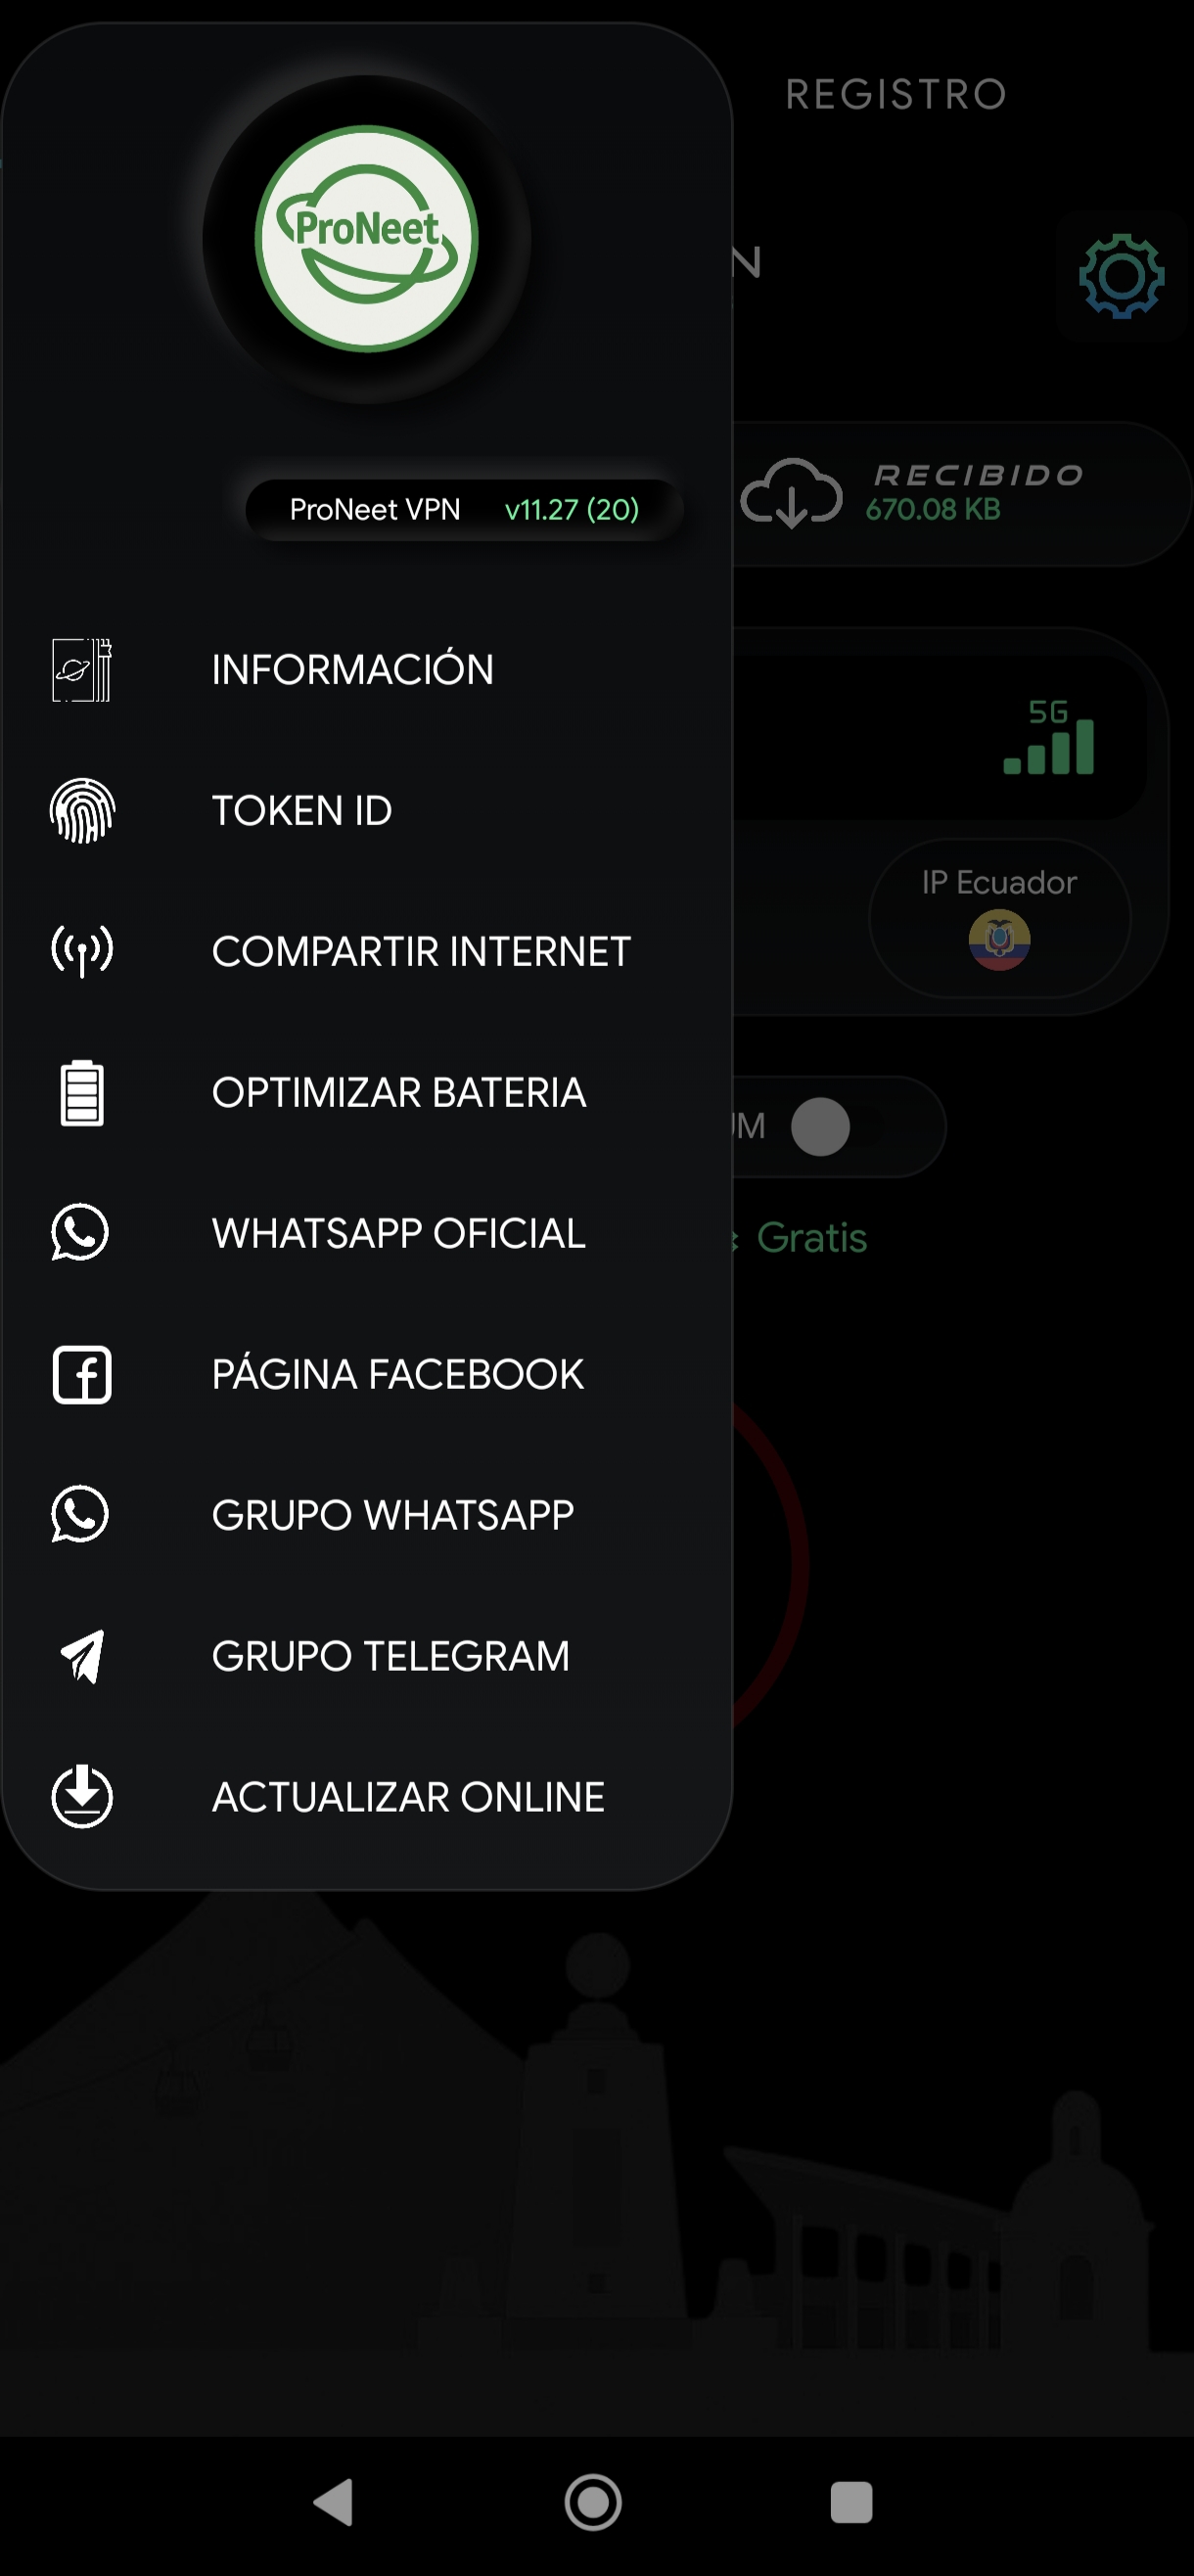 REGISTRO
ProNeet
N
ProNeet VPN v11.27 (20)
RECIBIDO
670.08 KB
INFORMACIÓN
5G
TOKEN ID
IP Ecuador
COMPARTIR INTERNET
OPTIMIZAR BATERIA
UM
WHATSAPP OFICIAL
Gratis
PÁGINA FACEBOOK
GRUPO WHATSAPP
GRUPO TELEGRAM
ACTUALIZAR ONLINE